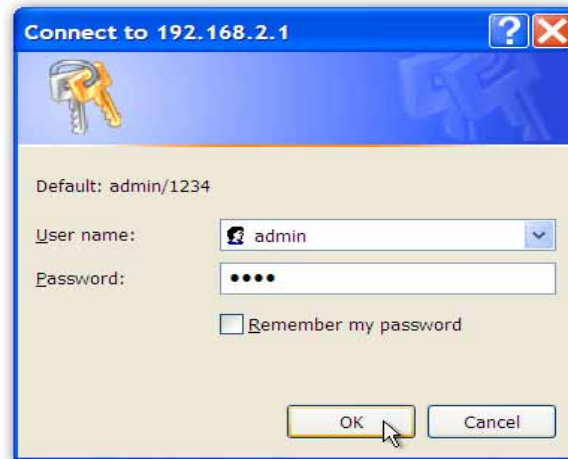 Connect to 192.168.2.1
Default: admin/1234
User name: admin
Password: ••••
Remember my password
OK Cancel